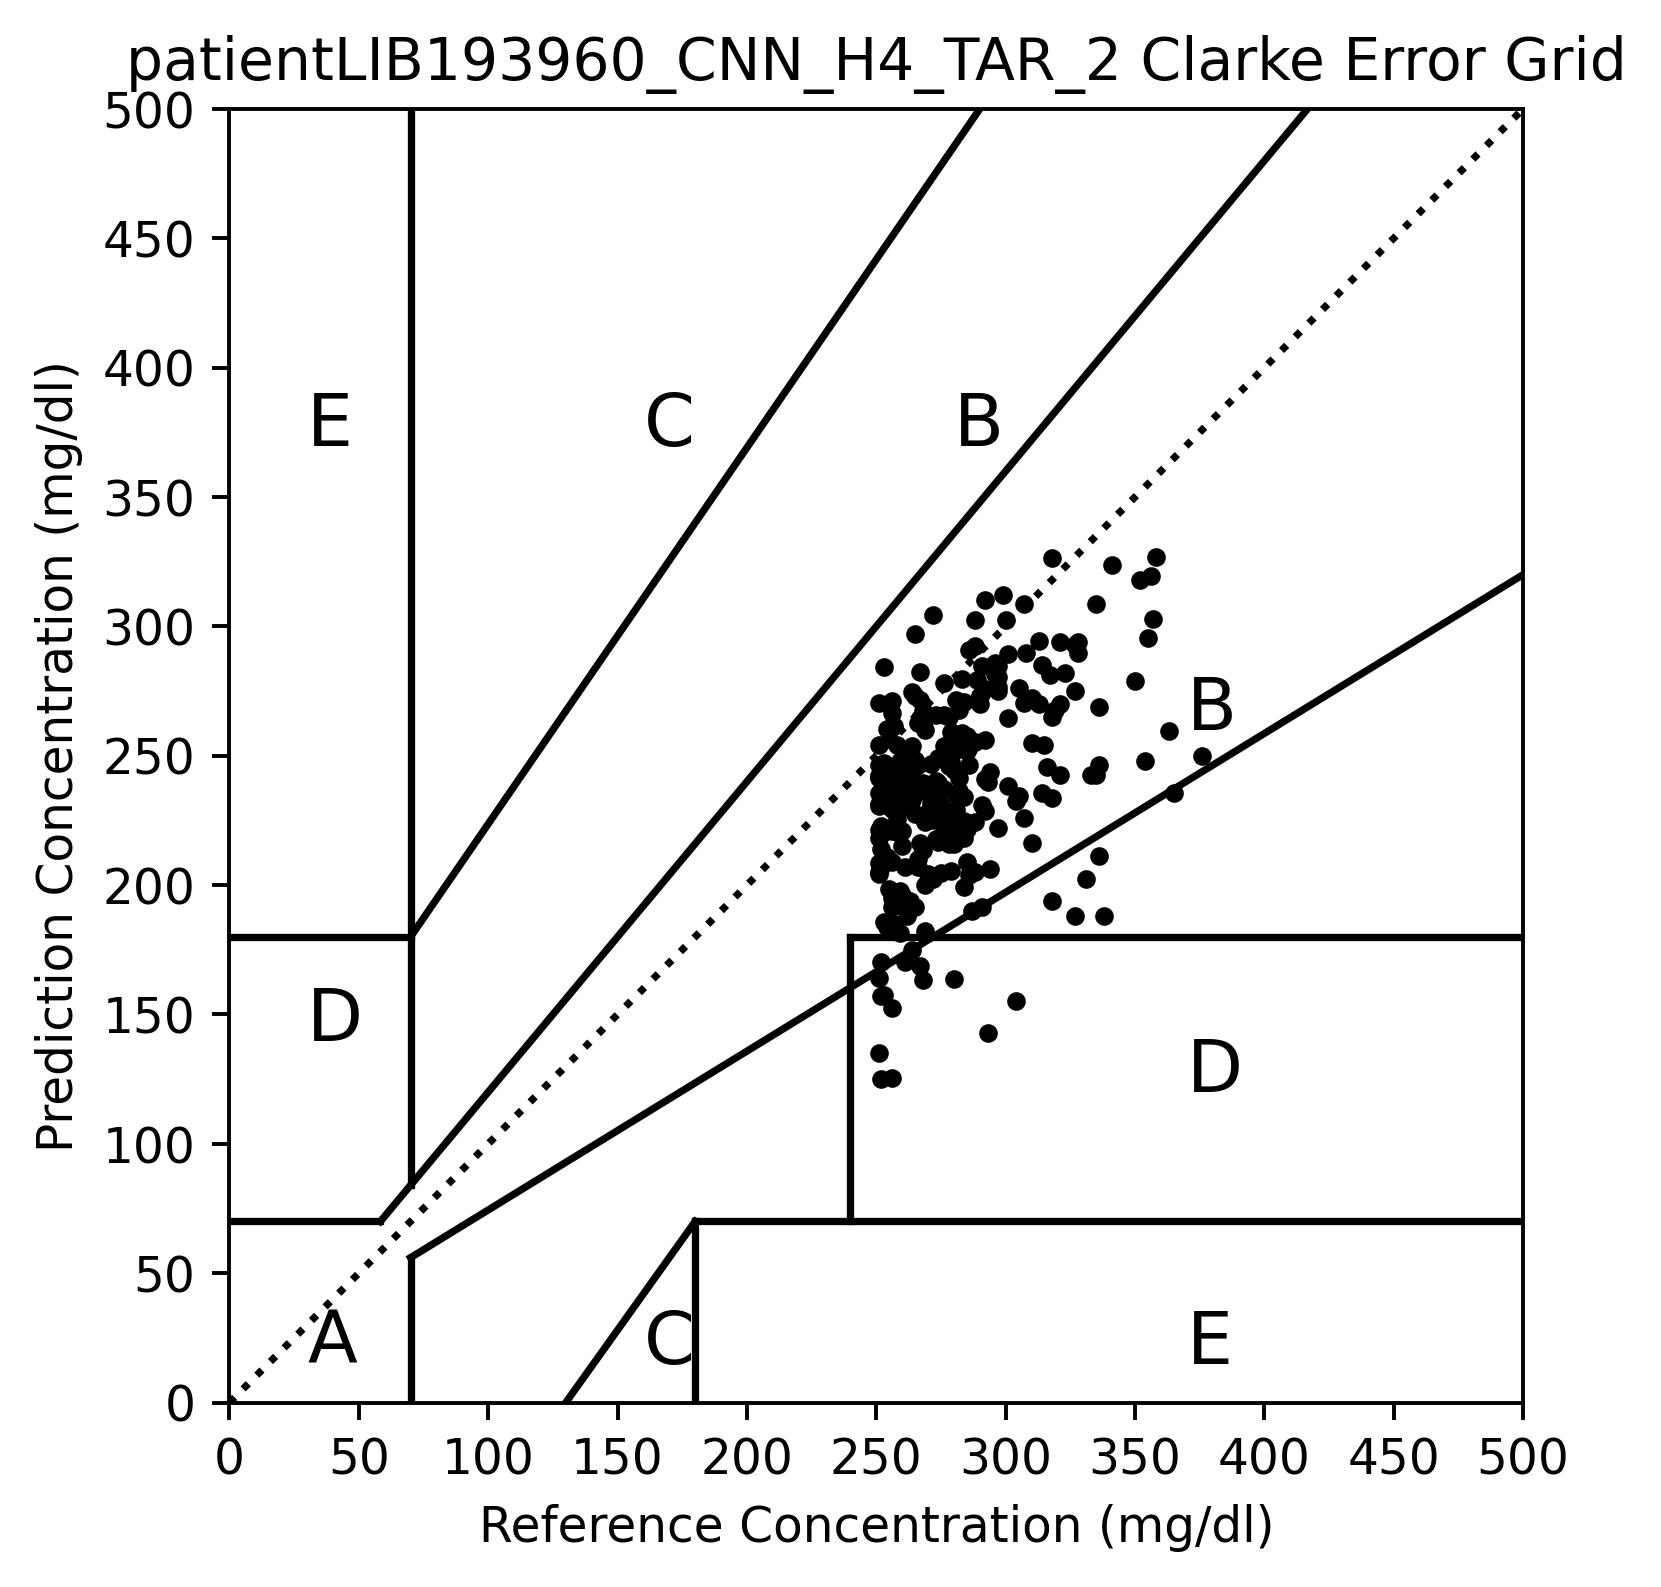 patientLIB193960_CNN_H4_TAR_2 Clarke Error Grid
500
450
400
350
300
250
200
150
100
50
0
Prediction Concentration (mg/dl)
E
C
B
B
D
D
A
C
E
0 50 100 150 200 250 300 350 400 450 500
Reference Concentration (mg/dl)